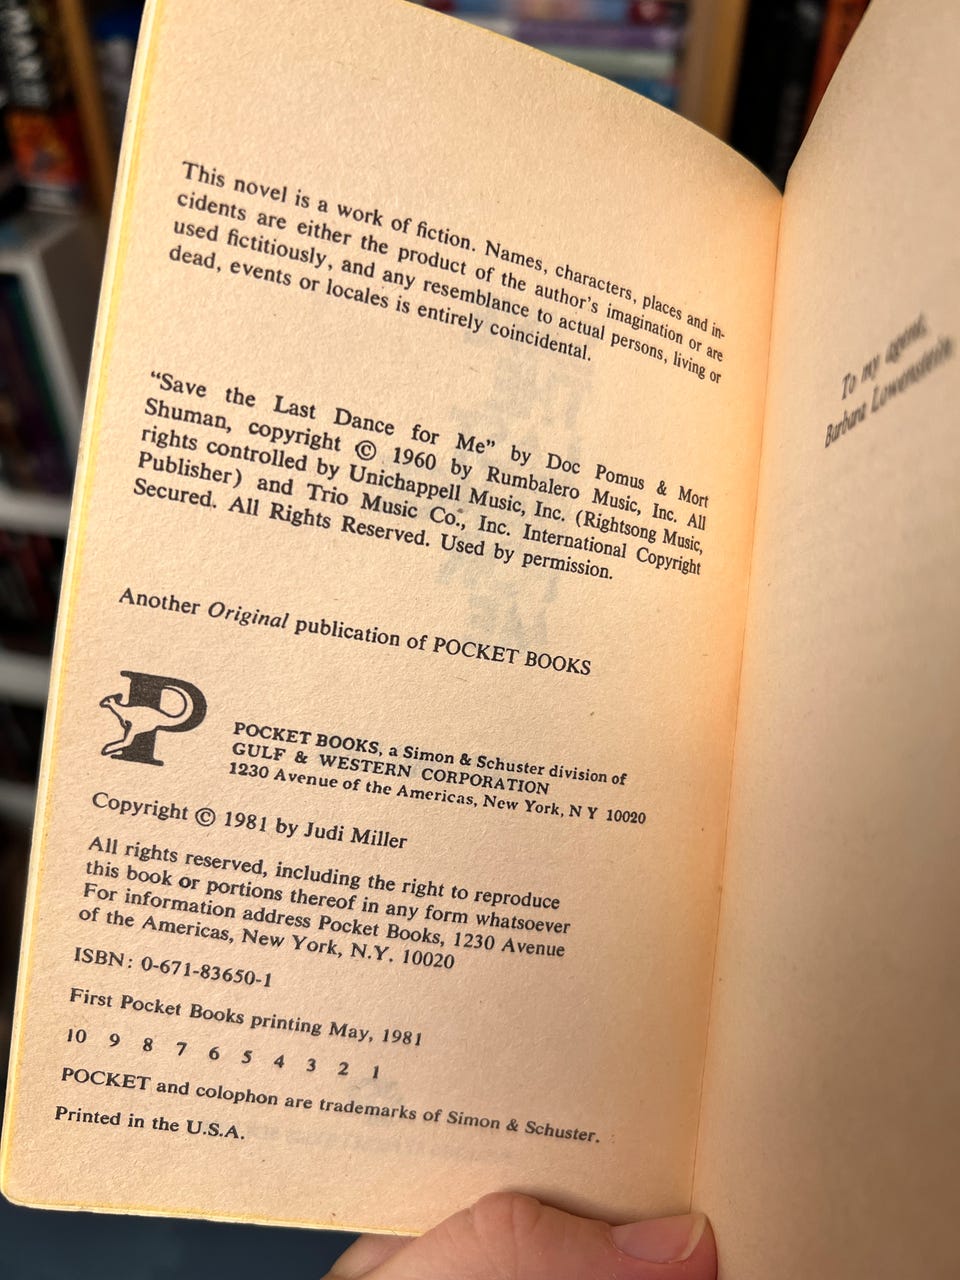 This novel is a work of fiction. Names, characters, places and in-
cidents are either the product of the author's imagination or are
used fictitiously, and any resemblance to actual persons, living or
dead, events or locales is entirely coincidental.
"Save the Last Dance for Me" by Doc Pomus & Mort
Shuman, copyright © 1960 by Rumbalero Music, Inc. All
rights controlled by Unichappell Music, Inc. (Rightsong Music,
Publisher) and Trio Music Co., Inc. International Copyright
Secured. All Rights Reserved. Used by permission.
Another Original publication of POCKET BOOKS
P
POCKET BOOKS, a Simon & Schuster division of
GULF & WESTERN CORPORATION
1230 Avenue of the Americas, New York, N Y 10020
Copyright © 1981 by Judi Miller
All rights reserved, including the right to reproduce
this book or portions thereof in any form whatsoever
For information address Pocket Books, 1230 Avenue
of the Americas, New York, N.Y. 10020
ISBN: 0-671-83650-1
First Pocket Books printing May, 1981
10 9 8 7 6 5 4 3 2 1
POCKET and colophon are trademarks of Simon & Schuster.
Printed in the U.S.A.
To my agent,
Barbara Lowenstein